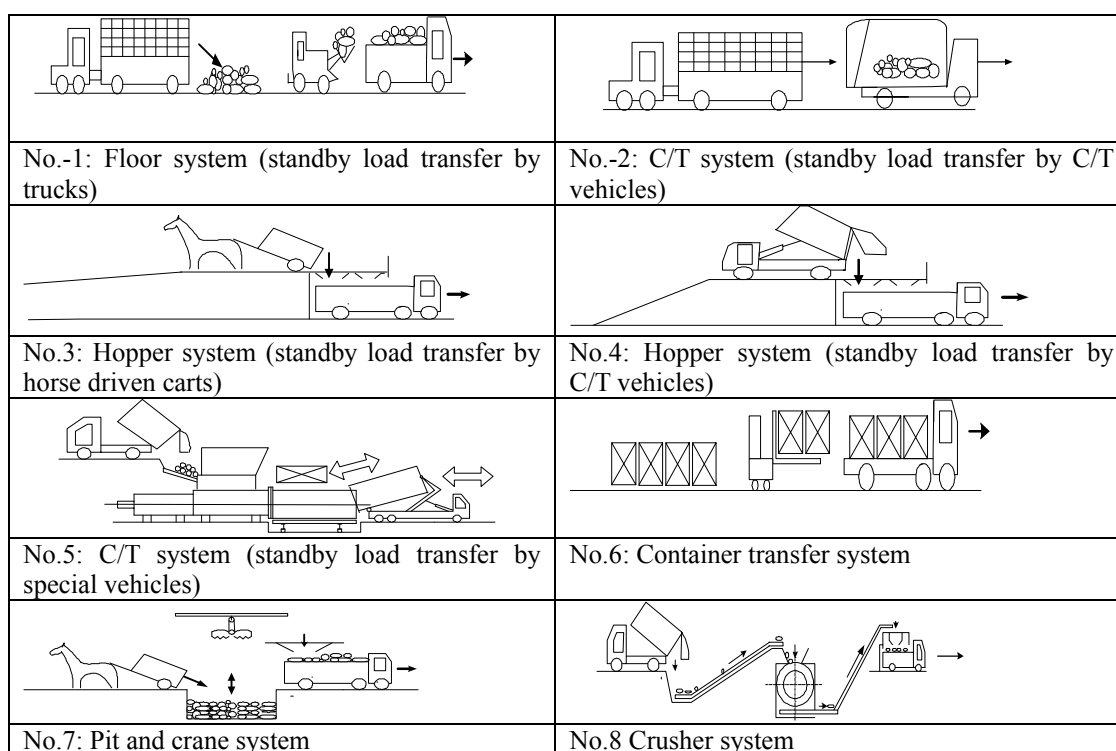 No.-1: Floor system (standby load transfer by
trucks)
No.-2: C/T system (standby load transfer by C/T
vehicles)
No.3: Hopper system (standby load transfer by
horse driven carts)
No.4: Hopper system (standby load transfer by
C/T vehicles)
No.5: C/T system (standby load transfer by
special vehicles)
No.6: Container transfer system
No.7: Pit and crane system
No.8 Crusher system